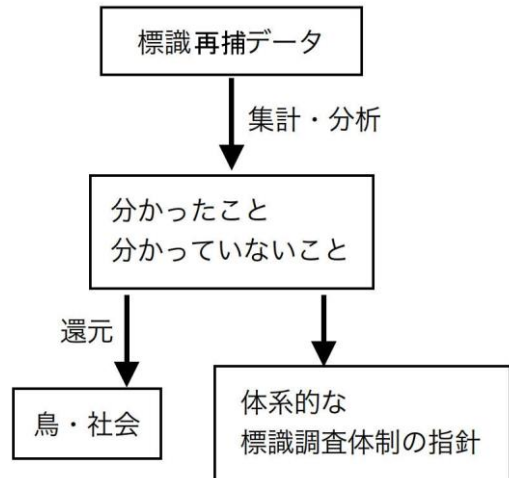 標識再捕データ
集計・分析
分かったこと
分かっていないこと
還元
鳥・社会
体系的な
標識調査体制の指針